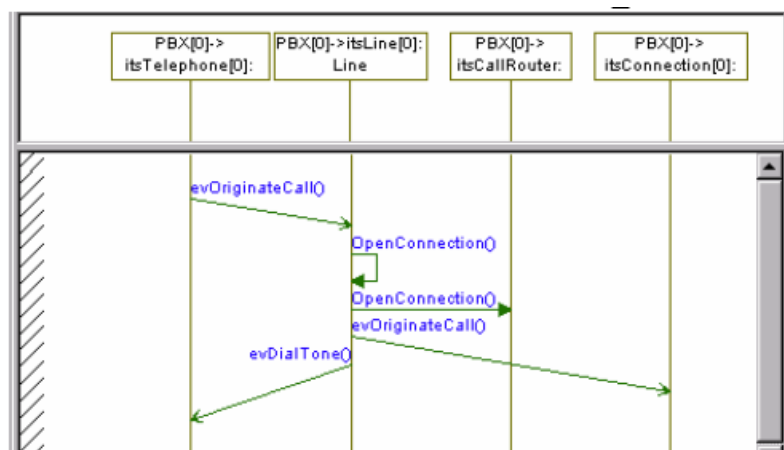 PBX[0]->
itsTelephone[0]:
PBX[0]->itsLine[0]:
Line
PBX[0]->
itsCallRouter:
PBX[0]->
itsConnection[0]:
evOriginateCall()
OpenConnection()
OpenConnection()
evOriginateCall()
evDialTone()